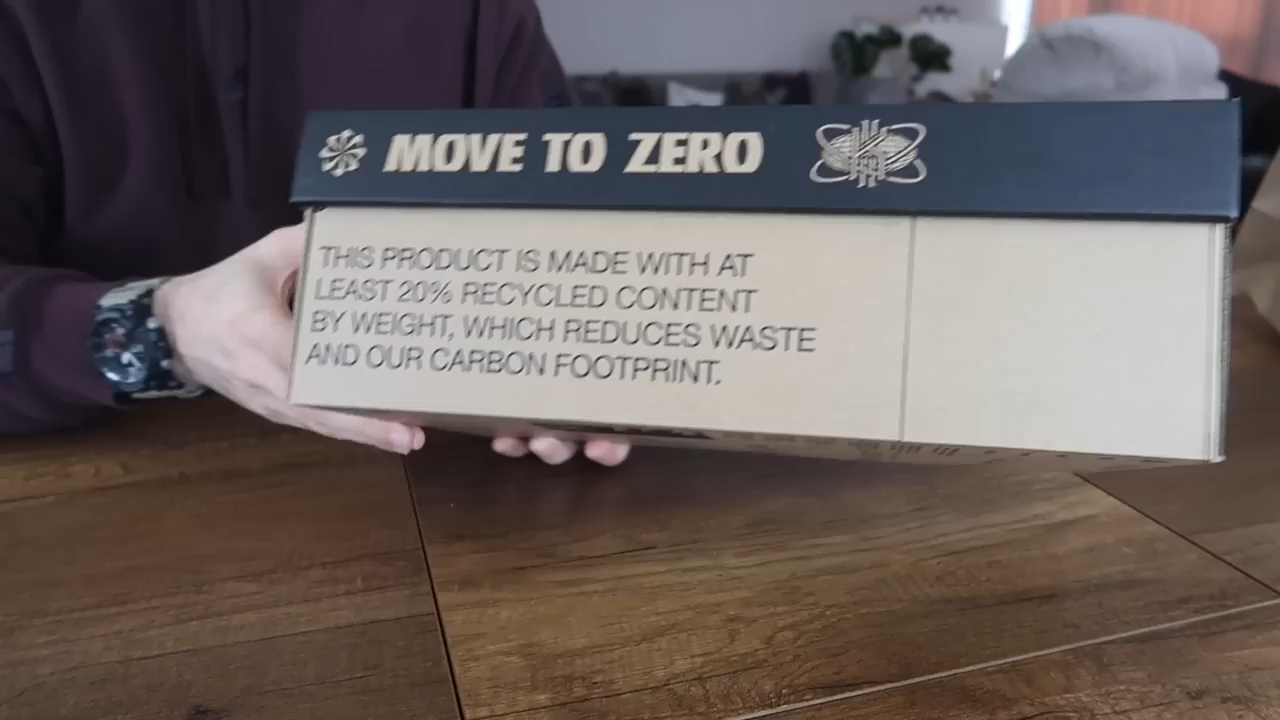 MOVE TO ZERO
THIS PRODUCT IS MADE WITH AT
LEAST 20% RECYCLED CONTENT
BY WEIGHT, WHICH REDUCES WASTE
AND OUR CARBON FOOTPRINT.